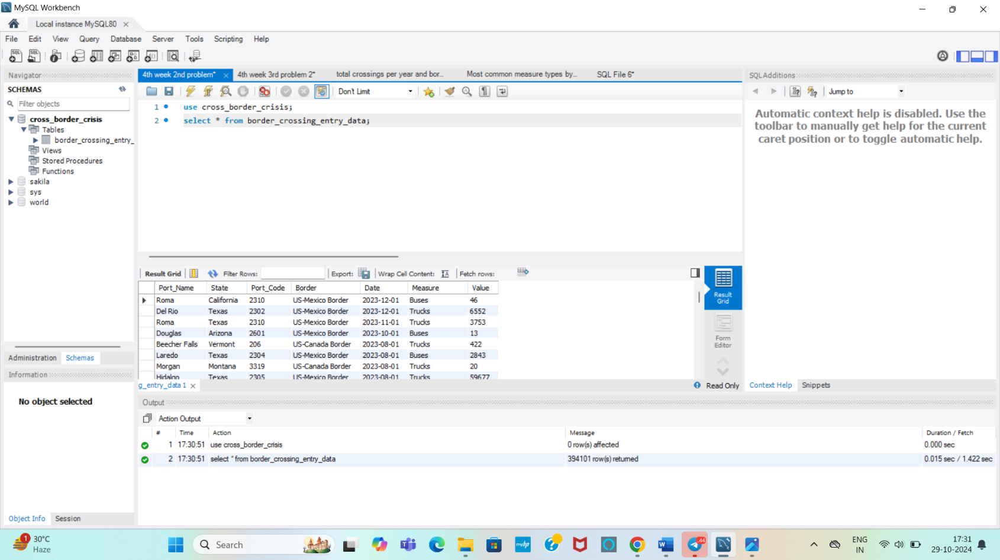 MySQL Workbench
Local instance MySQL80
File Edit View Query Database Server Tools Scripting Help
Navigator
SCHEMAS
Filter objects
cross_border_crisis
Tables
border_crossing_entry_
Views
Stored Procedures
Functions
sakila
sys
world
Administration Schemas
Information
No object selected
Object Info Session
4th week 2nd problem* 4th week 3rd problem 2* total crossings per year and bor... Most common measure types by... SQL File 6*
Don't Limit
1 use cross_border_crisis;
2 select * from border_crossing_entry_data;
Result Grid Filter Rows: Export: Wrap Cell Content: Fetch rows:
Port_Name State Port_Code Border Date Measure Value
Roma California 2310 US-Mexico Border 2023-12-01 Buses 46
Del Rio Texas 2302 US-Mexico Border 2023-12-01 Trucks 6552
Roma Texas 2310 US-Mexico Border 2023-11-01 Trucks 3753
Douglas Arizona 2601 US-Mexico Border 2023-10-01 Buses 13
Beecher Falls Vermont 206 US-Canada Border 2023-08-01 Trucks 422
Laredo Texas 2304 US-Mexico Border 2023-08-01 Buses 2843
Morgan Montana 3319 US-Canada Border 2023-08-01 Trucks 20
Hidalgo Texas 2305 US-Mexico Border 2023-08-01 Trucks 59677
Result
Grid
Form
Editor
g_entry_data 1
Read Only
SQLAdditions
Jump to
Automatic context help is disabled. Use the
toolbar to manually get help for the current
caret position or to toggle automatic help.
Context Help Snippets
Output
Action Output
# Time Action Message Duration / Fetch
1 17:30:51 use cross_border_crisis 0 row(s) affected 0.000 sec
2 17:30:51 select * from border_crossing_entry_data 394101 row(s) returned 0.015 sec / 1.422 sec
1
30°C
Haze
Search
myhp
44
ENG
IN
17:31
29-10-2024